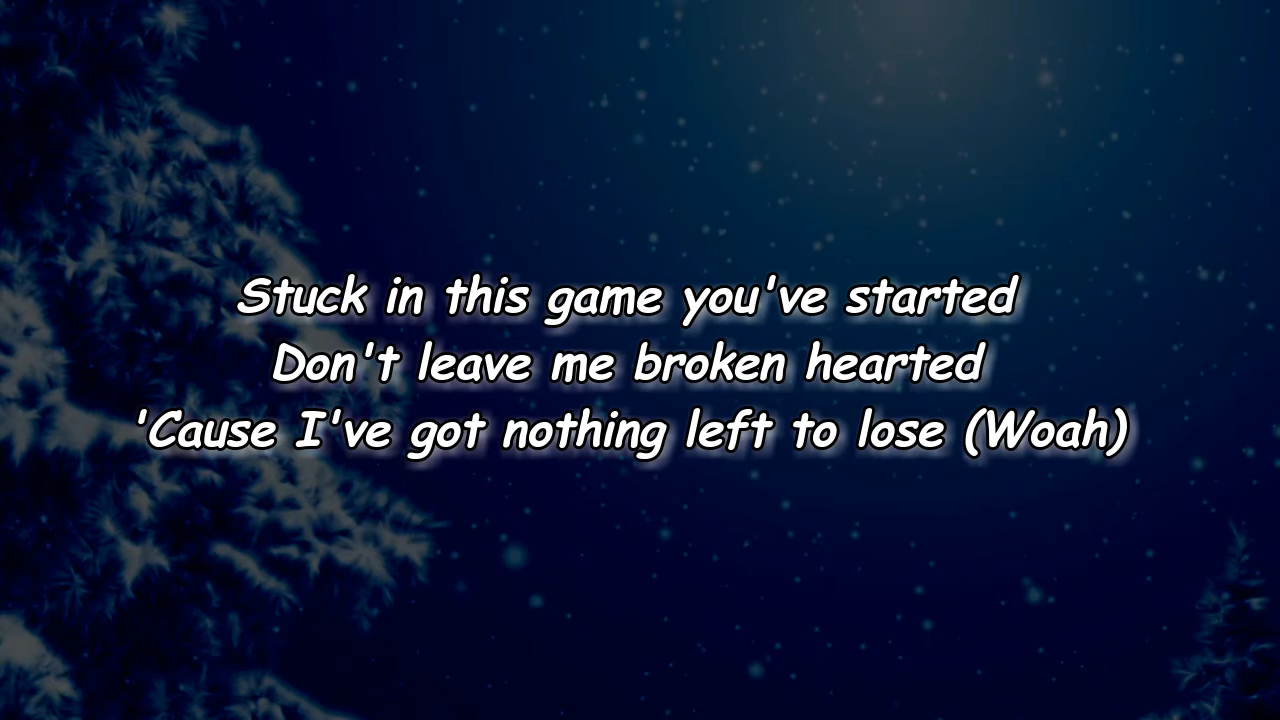 Stuck in this game you've started
Don't leave me broken hearted
'Cause I've got nothing left to lose (Woah)